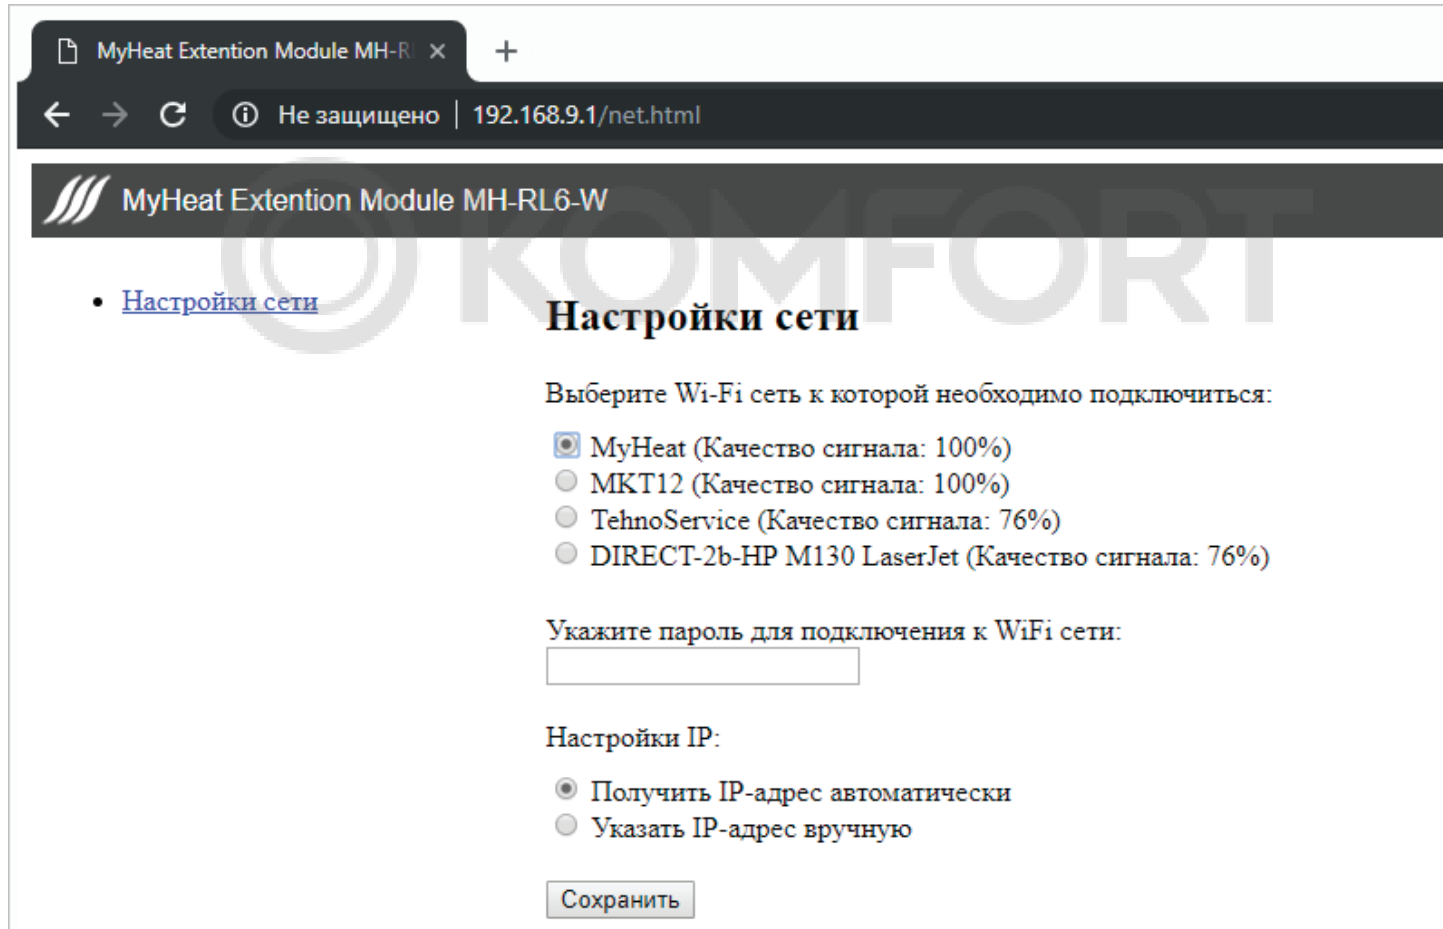 MyHeat Extention Module MH-R
Не защищено | 192.168.9.1/net.html
MyHeat Extention Module MH-RL6-W
KOMFORT
Настройки сети
Настройки сети
Выберите Wi-Fi сеть к которой необходимо подключиться:
MyHeat (Качество сигнала: 100%)
MKT12 (Качество сигнала: 100%)
TehnoService (Качество сигнала: 76%)
DIRECT-2b-HP M130 LaserJet (Качество сигнала: 76%)
Укажите пароль для подключения к WiFi сети:
Настройки IP:
Получить IP-адрес автоматически
Указать IP-адрес вручную
Сохранить